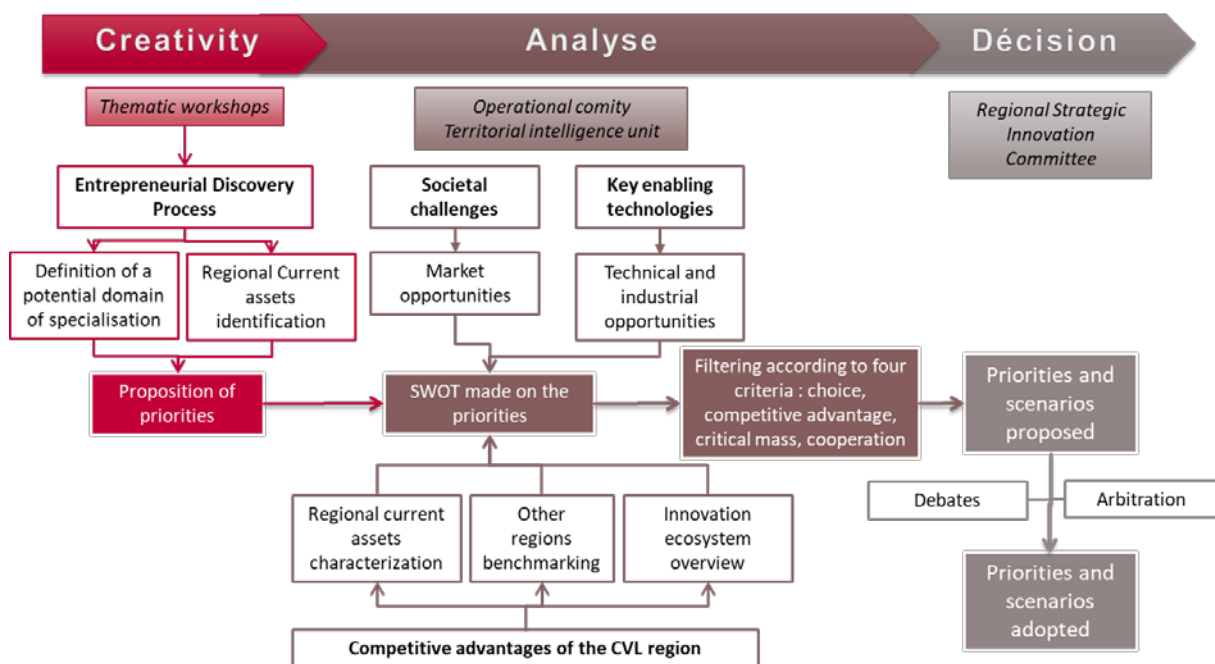 Creativity
Analyse
Décision
Thematic workshops
Operational comity
Territorial intelligence unit
Regional Strategic
Innovation
Committee
Entrepreneurial Discovery
Process
Societal
challenges
Key enabling
technologies
Definition of a
potential domain
of specialisation
Regional Current
assets
identification
Market
opportunities
Technical and
industrial
opportunities
Proposition of
priorities
SWOT made on the
priorities
Filtering according to four
criteria : choice,
competitive advantage,
critical mass, cooperation
Priorities and
scenarios
proposed
Debates
Arbitration
Regional current
assets
characterization
Other
regions
benchmarking
Innovation
ecosystem
overview
Priorities and
scenarios
adopted
Competitive advantages of the CVL region